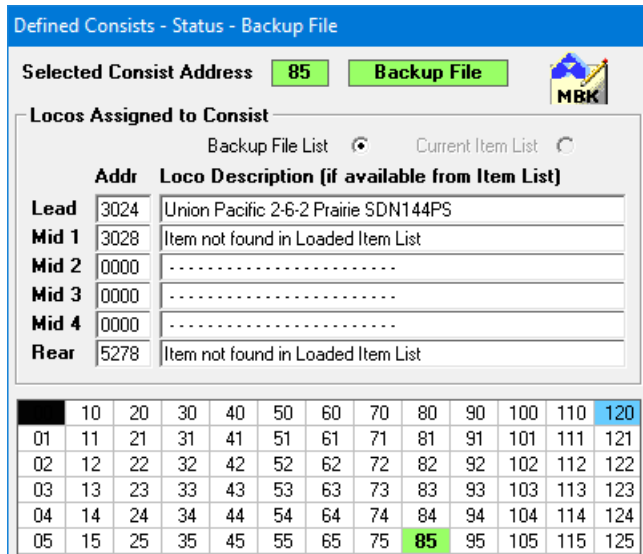 Defined Consists - Status - Backup File
Selected Consist Address 85 Backup File
MBK
Locos Assigned to Consist
Backup File List Current Item List
Addr Loco Description (if available from Item List)
Lead 3024 Union Pacific 2-6-2 Prairie SDN144PS
Mid 1 3028 Item not found in Loaded Item List
Mid 2 0000 - - - - - - - - - - - - - - - - - - - - - - - -
Mid 3 0000 - - - - - - - - - - - - - - - - - - - - - - - -
Mid 4 0000 - - - - - - - - - - - - - - - - - - - - - - - -
Rear 5278 Item not found in Loaded Item List
10 20 30 40 50 60 70 80 90 100 110 120
01 11 21 31 41 51 61 71 81 91 101 111 121
02 12 22 32 42 52 62 72 82 92 102 112 122
03 13 23 33 43 53 63 73 83 93 103 113 123
04 14 24 34 44 54 64 74 84 94 104 114 124
05 15 25 35 45 55 65 75 85 95 105 115 125